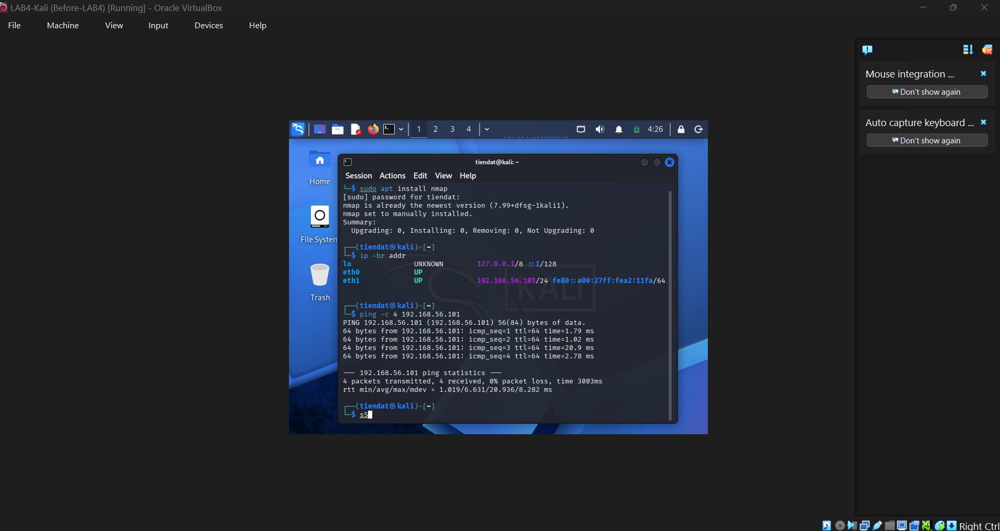 LAB4-Kali (Before-LAB4) [Running] - Oracle VirtualBox
File Machine View Input Devices Help
Mouse integration ...
Don't show again
Auto capture keyboard ...
Don't show again
1 2 3 4 4:26
Home
File System
Trash
tiendat@kali: ~
Session Actions Edit View Help
└─$ sudo apt install nmap
[sudo] password for tiendat:
nmap is already the newest version (7.99+dfsg-1kali1).
nmap set to manually installed.
Summary:
Upgrading: 0, Installing: 0, Removing: 0, Not Upgrading: 0
┌──(tiendat㉿kali)-[~]
└─$ ip -br addr
lo UNKNOWN 127.0.0.1/8 ::1/128
eth0 UP
eth1 UP 192.168.56.103/24 fe80::a00:27ff:fea2:11fa/64
KALI
┌──(tiendat㉿kali)-[~]
└─$ ping -c 4 192.168.56.101
PING 192.168.56.101 (192.168.56.101) 56(84) bytes of data.
64 bytes from 192.168.56.101: icmp_seq=1 ttl=64 time=1.79 ms
64 bytes from 192.168.56.101: icmp_seq=2 ttl=64 time=1.02 ms
64 bytes from 192.168.56.101: icmp_seq=3 ttl=64 time=20.9 ms
64 bytes from 192.168.56.101: icmp_seq=4 ttl=64 time=2.78 ms
--- 192.168.56.101 ping statistics ---
4 packets transmitted, 4 received, 0% packet loss, time 3003ms
rtt min/avg/max/mdev = 1.019/6.631/20.936/8.282 ms
┌──(tiendat㉿kali)-[~]
└─$ sS
Right Ctrl